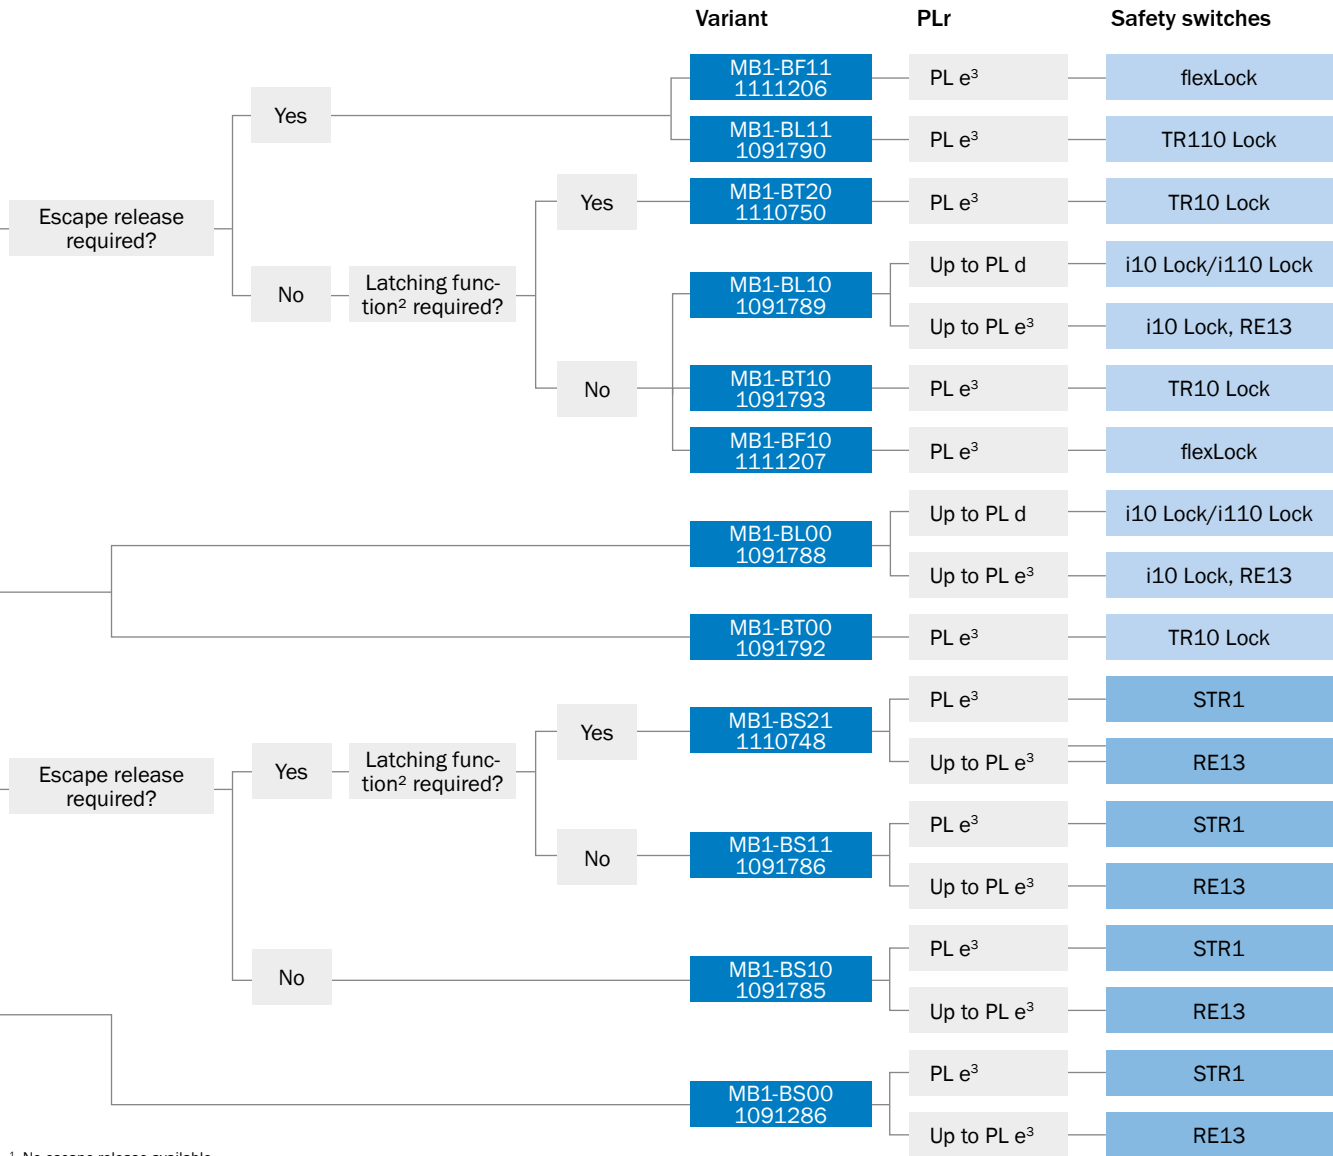 Variant PLr Safety switches
MB1-BF11
1111206
PL e³
flexLock
Yes
MB1-BL11
1091790
PL e³
TR110 Lock
Yes
MB1-BT20
1110750
PL e³
TR10 Lock
Escape release
required?
No
Latching func-
tion² required?
MB1-BL10
1091789
Up to PL d
i10 Lock/i110 Lock
Up to PL e³
i10 Lock, RE13
No
MB1-BT10
1091793
PL e³
TR10 Lock
MB1-BF10
1111207
PL e³
flexLock
MB1-BL00
1091788
Up to PL d
i10 Lock/i110 Lock
Up to PL e³
i10 Lock, RE13
MB1-BT00
1091792
PL e³
TR10 Lock
Escape release
required?
Yes
Latching func-
tion² required?
Yes
MB1-BS21
1110748
PL e³
STR1
Up to PL e³
RE13
No
MB1-BS11
1091786
PL e³
STR1
Up to PL e³
RE13
No
MB1-BS10
1091785
PL e³
STR1
Up to PL e³
RE13
MB1-BS00
1091286
PL e³
STR1
Up to PL e³
RE13
¹ No escape release available